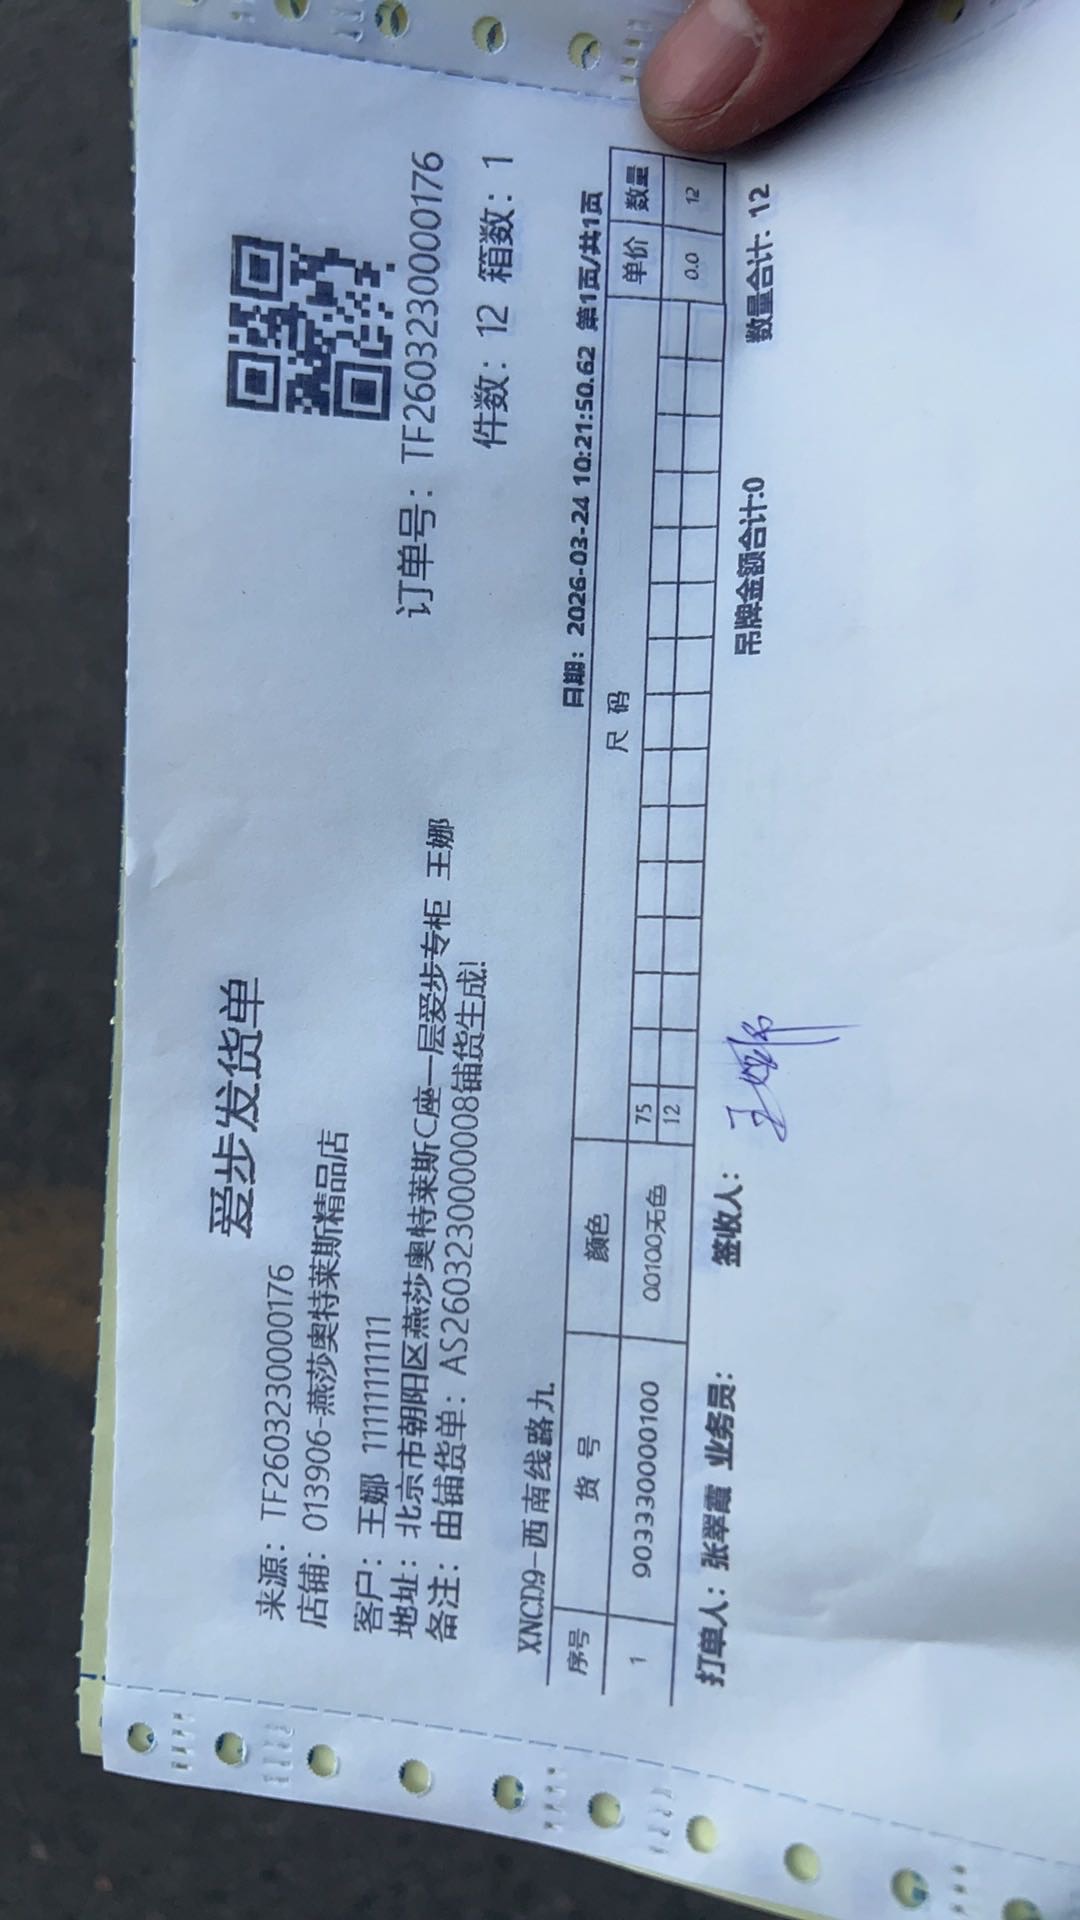 爱步发货单
来源：TF2603230000176
店铺：013906-燕莎奥特莱斯精品店
订单号：TF2603230000176
客户：王娜 11111111111
件数：12 箱数：1
地址：北京市朝阳区燕莎奥特莱斯C座一层爱步专柜 王娜
备注：由铺货单：AS2603230000008铺货生成!
XNCD9-西南线路九
日期：2026-03-24 10:21:50.62 第1页/共1页
序号 货 号 颜色 尺 码 单价 数量
1 9033300000100 00100无色 75 0.0 12
12
打单人：张翠霞 业务员： 签收人：王娜 吊牌金额合计:0 数量合计: 12